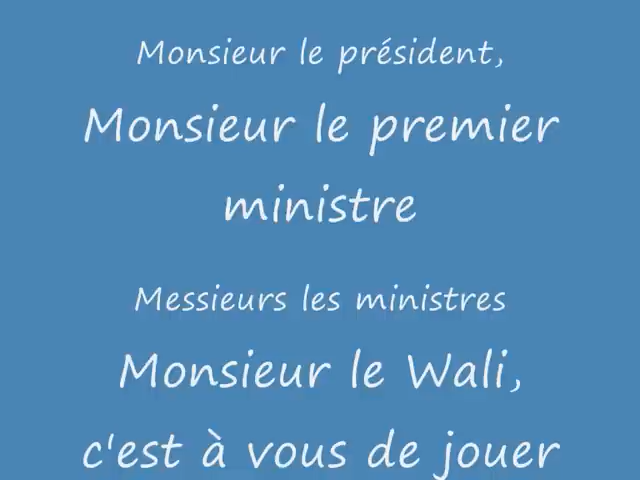 Monsieur le président,
Monsieur le premier
ministre
Messieurs les ministres
Monsieur le Wali,
c'est à vous de jouer